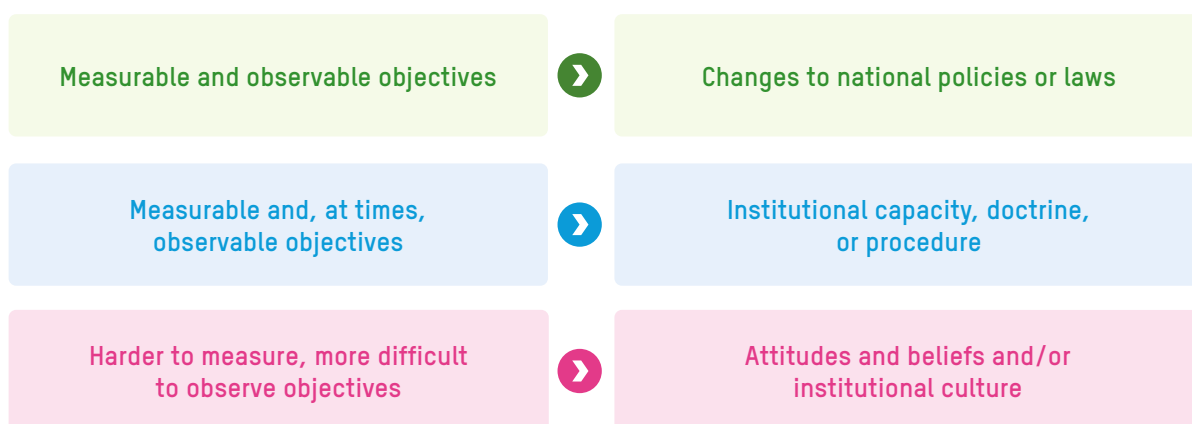 Measurable and observable objectives
Changes to national policies or laws
Measurable and, at times,
observable objectives
Institutional capacity, doctrine,
or procedure
Harder to measure, more difficult
to observe objectives
Attitudes and beliefs and/or
institutional culture